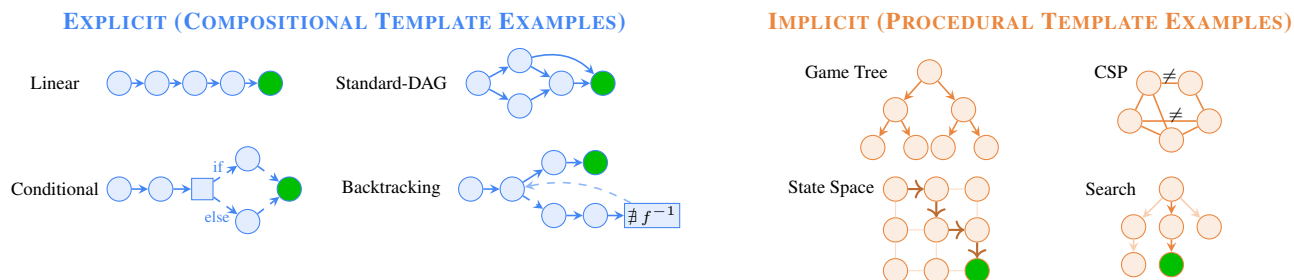 EXPLICIT (COMPOSITIONAL TEMPLATE EXAMPLES)
Linear
Standard-DAG
Conditional
if
else
Backtracking
∄ f⁻¹
IMPLICIT (PROCEDURAL TEMPLATE EXAMPLES)
Game Tree
CSP
≠
≠
State Space
Search